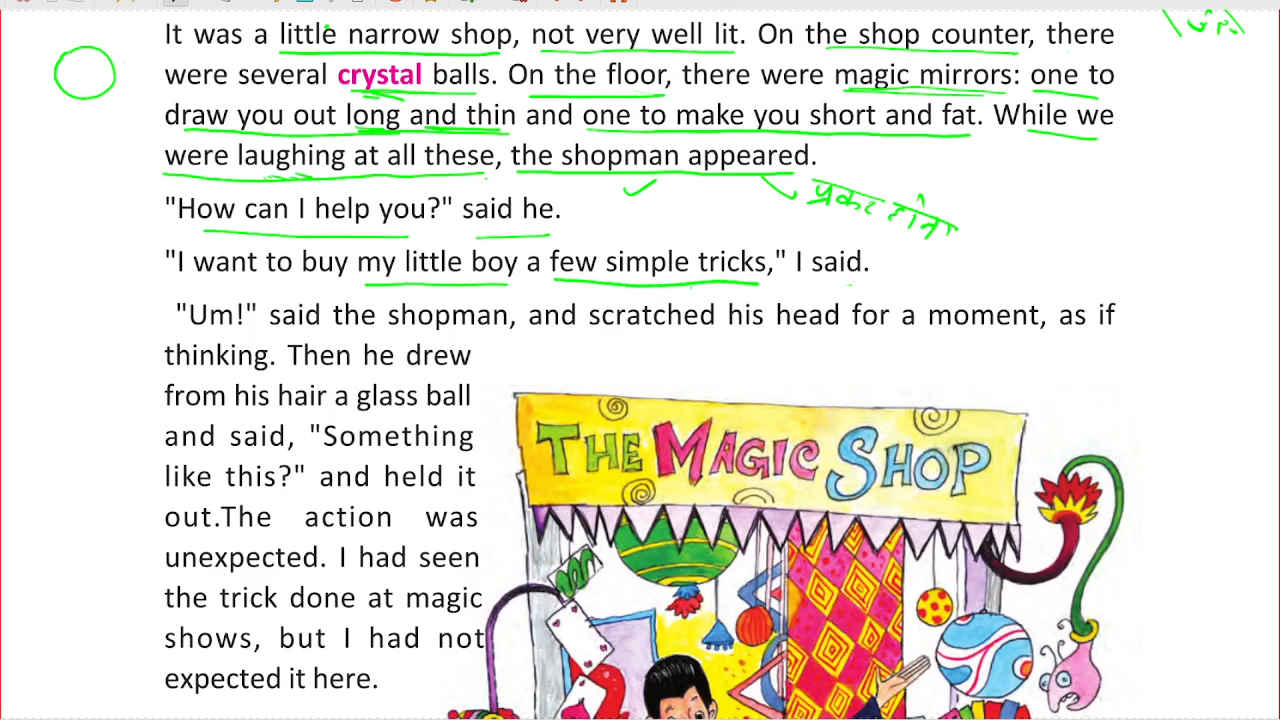 It was a little narrow shop, not very well lit. On the shop counter, there
were several crystal balls. On the floor, there were magic mirrors: one to
draw you out long and thin and one to make you short and fat. While we
were laughing at all these, the shopman appeared.
प्रकट होना
"How can I help you?" said he.
"I want to buy my little boy a few simple tricks," I said.
"Um!" said the shopman, and scratched his head for a moment, as if
thinking. Then he drew
from his hair a glass ball
and said, "Something
like this?" and held it
out.The action was
unexpected. I had seen
the trick done at magic
shows, but I had not
expected it here.
THE MAGIC SHOP